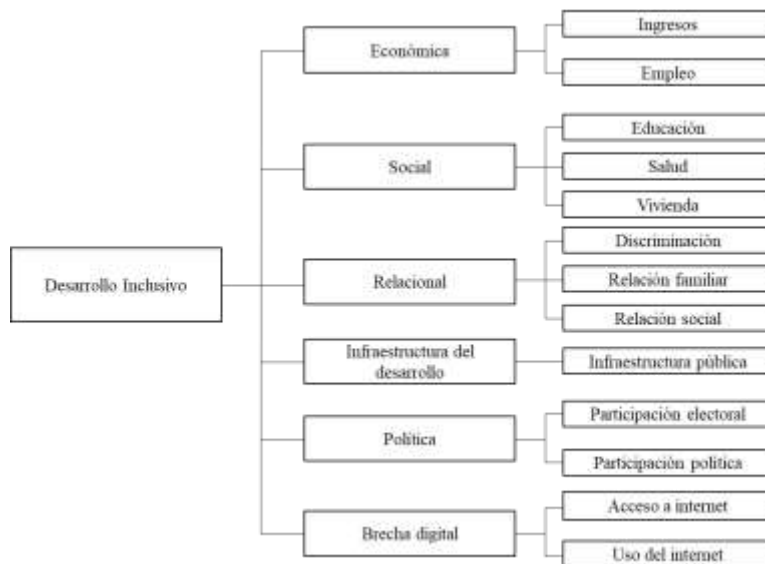 Desarrollo Inclusivo
Económica
Ingresos
Empleo
Social
Educación
Salud
Vivienda
Relacional
Discriminación
Relación familiar
Relación social
Infraestructura del
desarrollo
Infraestructura pública
Política
Participación electoral
Participación política
Brecha digital
Acceso a internet
Uso del internet